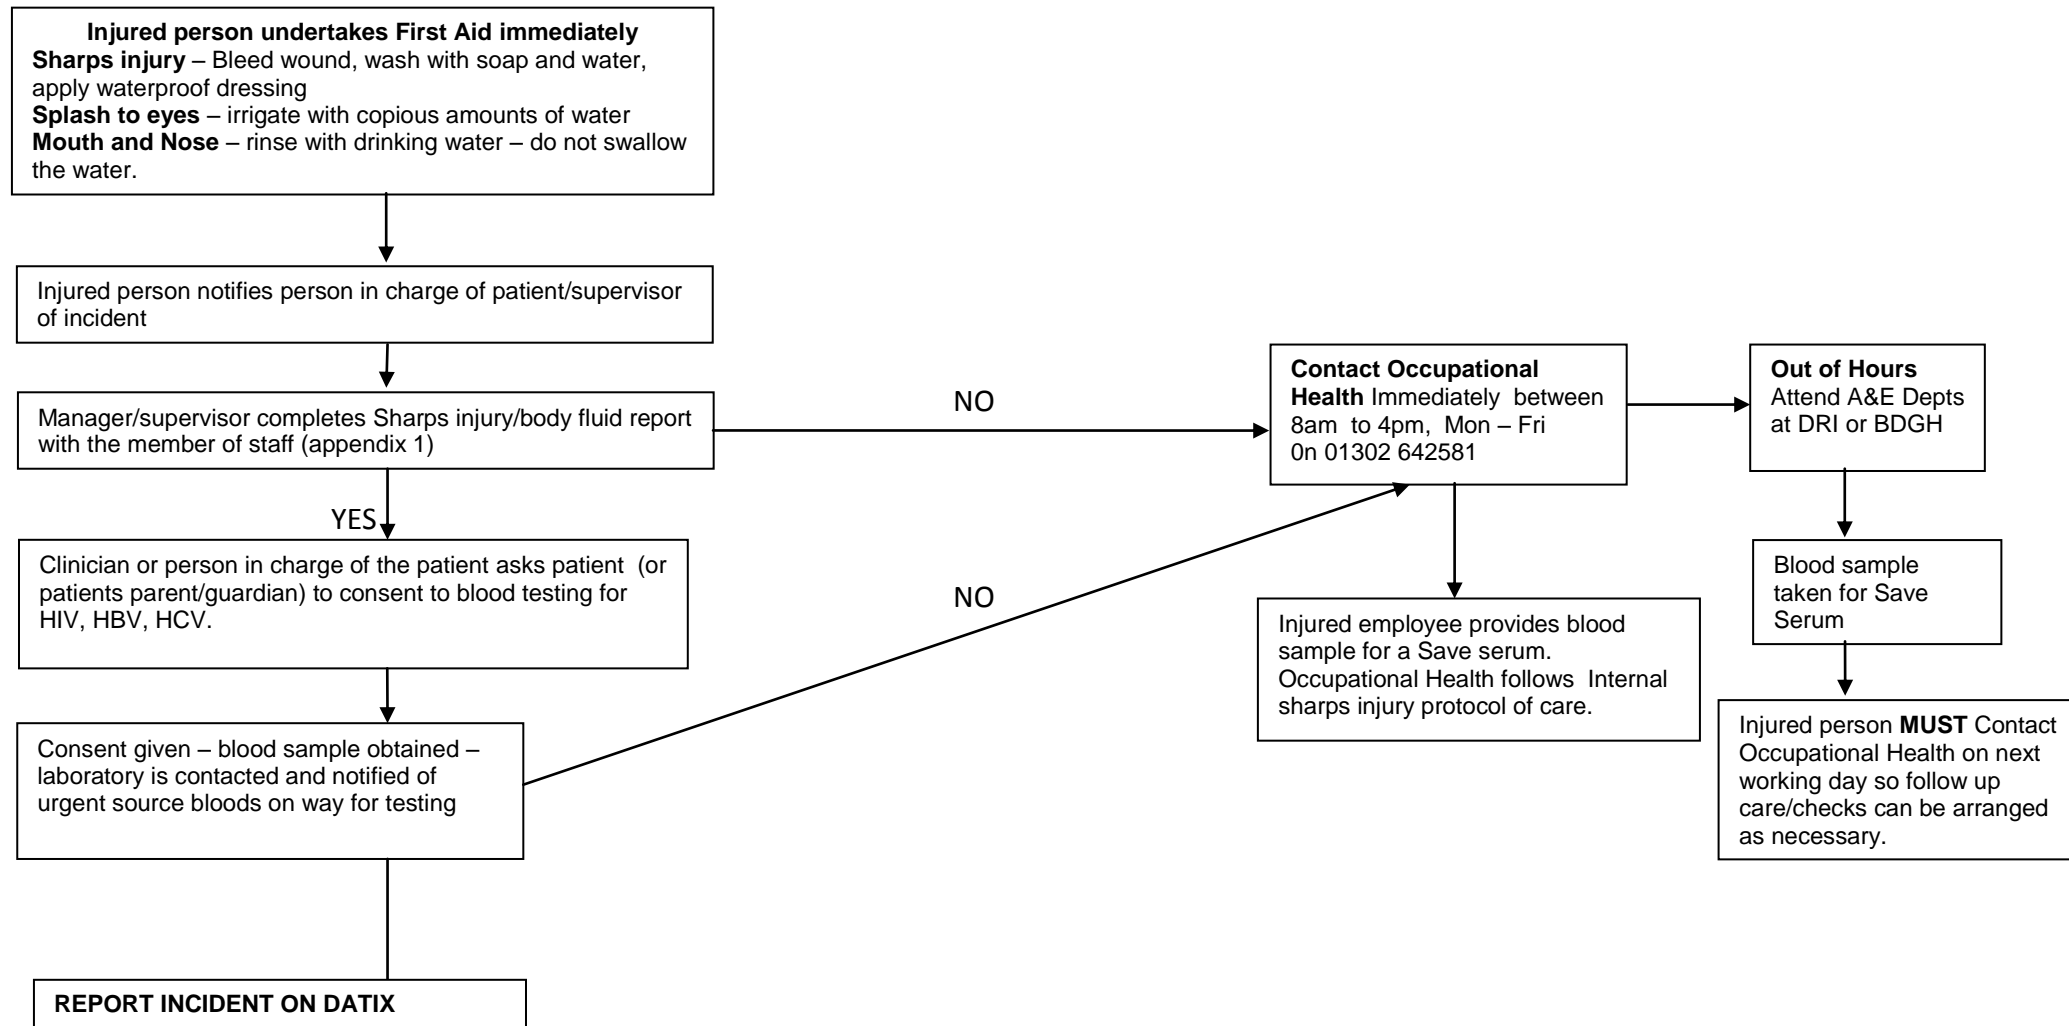 Injured person undertakes First Aid immediately
Sharps injury – Bleed wound, wash with soap and water,
apply waterproof dressing
Splash to eyes – irrigate with copious amounts of water
Mouth and Nose – rinse with drinking water – do not swallow
the water.
Injured person notifies person in charge of patient/supervisor
of incident
Manager/supervisor completes Sharps injury/body fluid report
with the member of staff (appendix 1)
NO
Contact Occupational
Health Immediately between
8am to 4pm, Mon – Fri
0n 01302 642581
Out of Hours
Attend A&E Depts
at DRI or BDGH
YES
Clinician or person in charge of the patient asks patient (or
patients parent/guardian) to consent to blood testing for
HIV, HBV, HCV.
NO
Injured employee provides blood
sample for a Save serum.
Occupational Health follows Internal
sharps injury protocol of care.
Blood sample
taken for Save
Serum
Consent given – blood sample obtained –
laboratory is contacted and notified of
urgent source bloods on way for testing
Injured person MUST Contact
Occupational Health on next
working day so follow up
care/checks can be arranged
as necessary.
REPORT INCIDENT ON DATIX